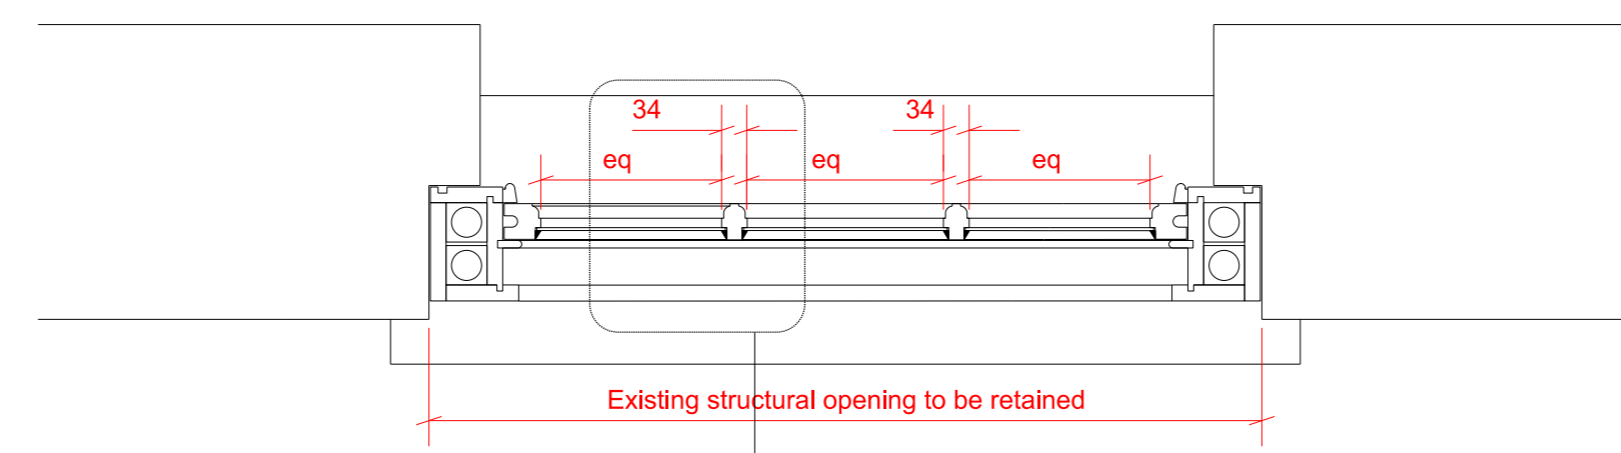 34 34
eq eq eq
Existing structural opening to be retained